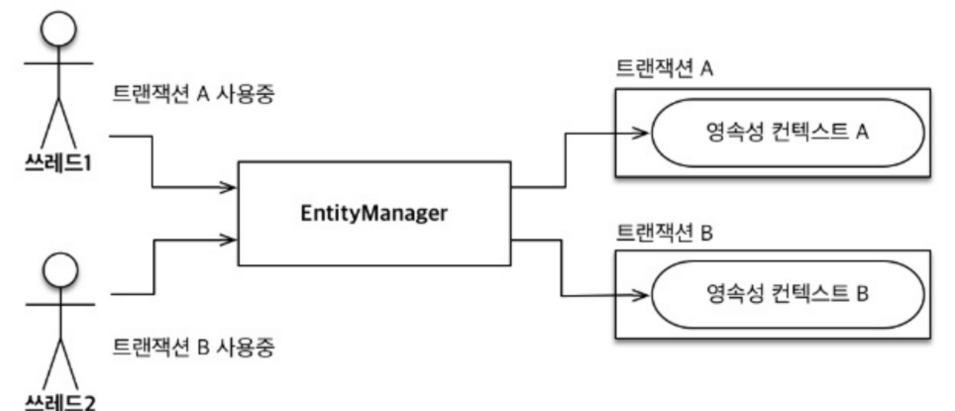 트랜잭션 A 사용중
쓰레드1
EntityManager
트랜잭션 A
영속성 컨텍스트 A
트랜잭션 B
영속성 컨텍스트 B
트랜잭션 B 사용중
쓰레드2